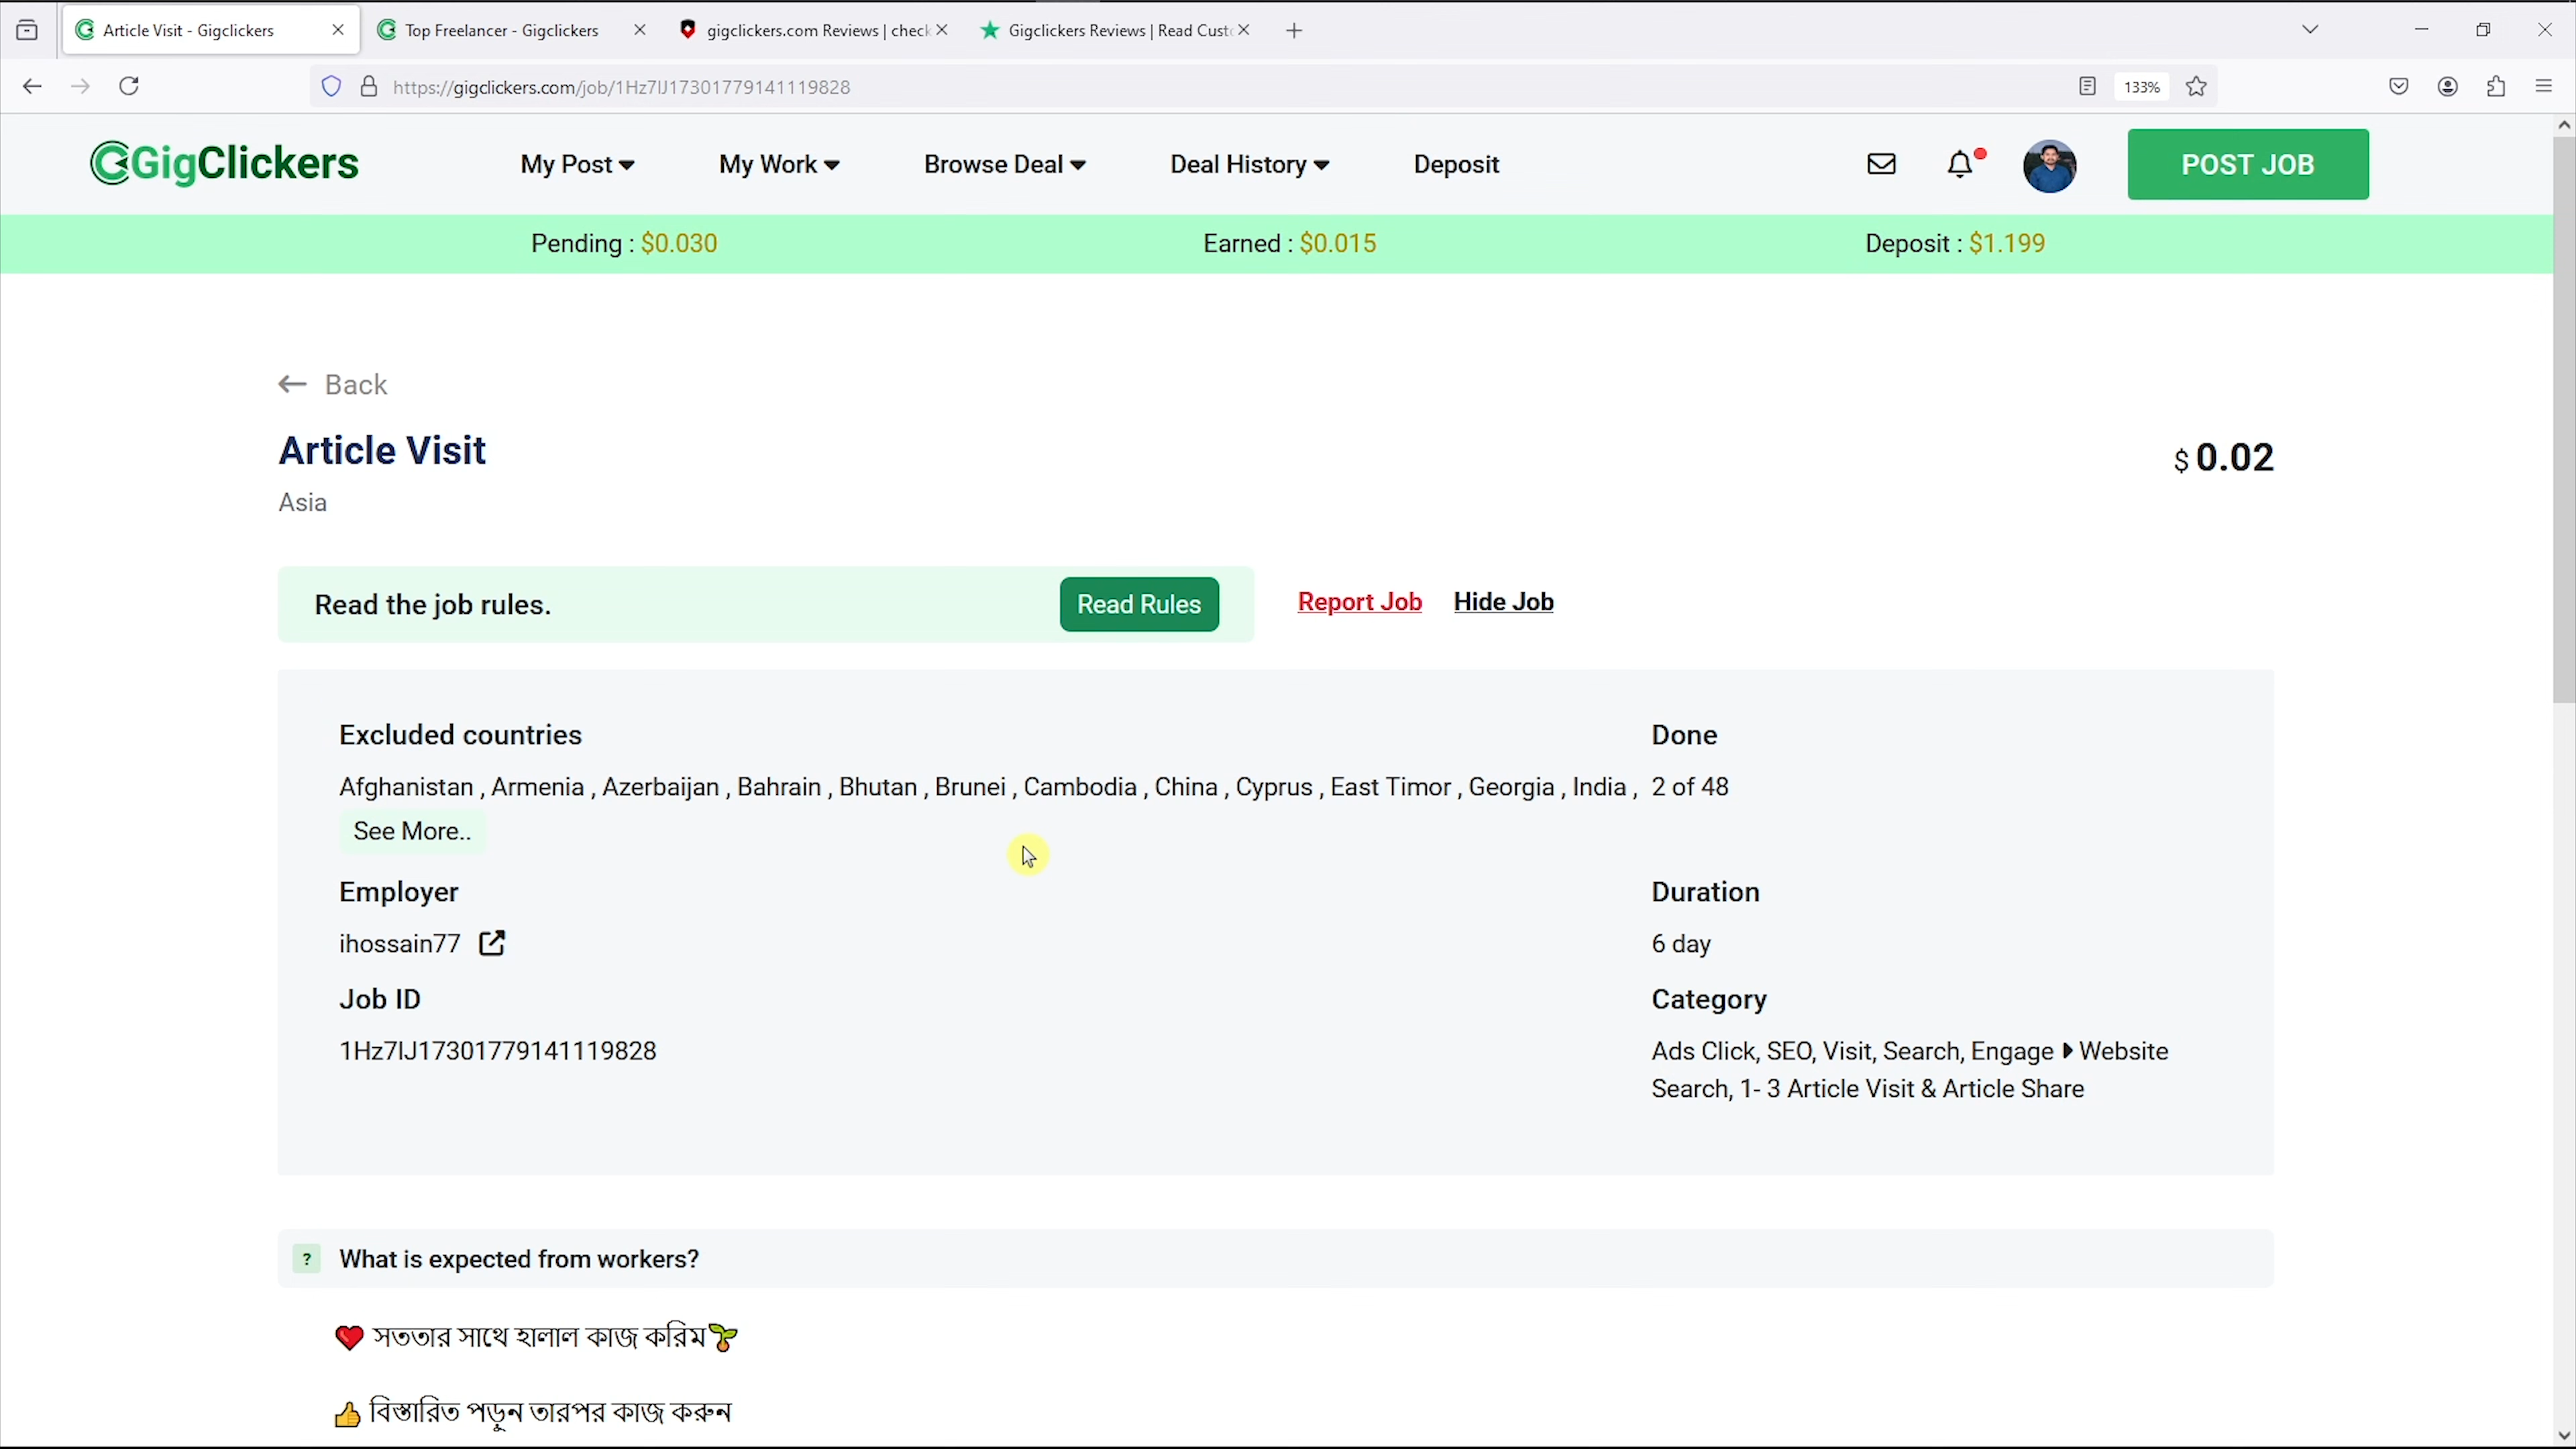 Article Visit - Gigclickers
Top Freelancer - Gigclickers
gigclickers.com Reviews | check
Gigclickers Reviews | Read Cust
https://gigclickers.com/job/1Hz7lJ17301779141119828
133%
GigClickers
My Post
My Work
Browse Deal
Deal History
Deposit
POST JOB
Pending : $0.030
Earned : $0.015
Deposit : $1.199
← Back
Article Visit
$ 0.02
Asia
Read the job rules.
Read Rules
Report Job
Hide Job
Excluded countries
Done
Afghanistan , Armenia , Azerbaijan , Bahrain , Bhutan , Brunei , Cambodia , China , Cyprus , East Timor , Georgia , India ,
2 of 48
See More..
Employer
Duration
ihossain77
6 day
Job ID
Category
1Hz7lJ17301779141119828
Ads Click, SEO, Visit, Search, Engage Website
Search, 1- 3 Article Visit & Article Share
? What is expected from workers?
❤️ সততার সাথে হালাল কাজ করিম🌱
👍 বিস্তারিত পড়ুন তারপর কাজ করুন